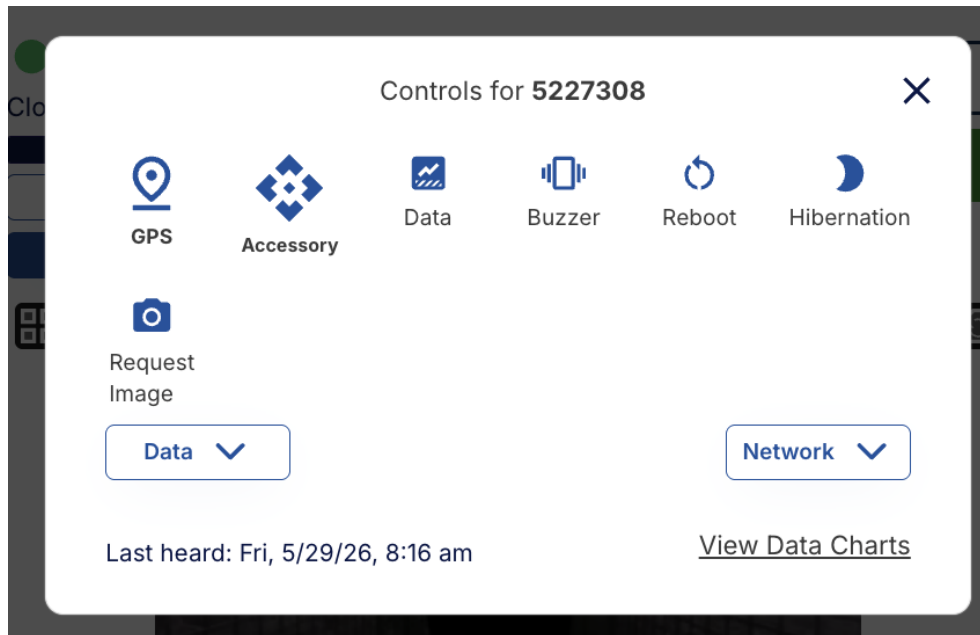 Clo
Controls for 5227308
GPS
Accessory
Data
Buzzer
Reboot
Hibernation
Request
Image
Data
Network
Last heard: Fri, 5/29/26, 8:16 am
View Data Charts